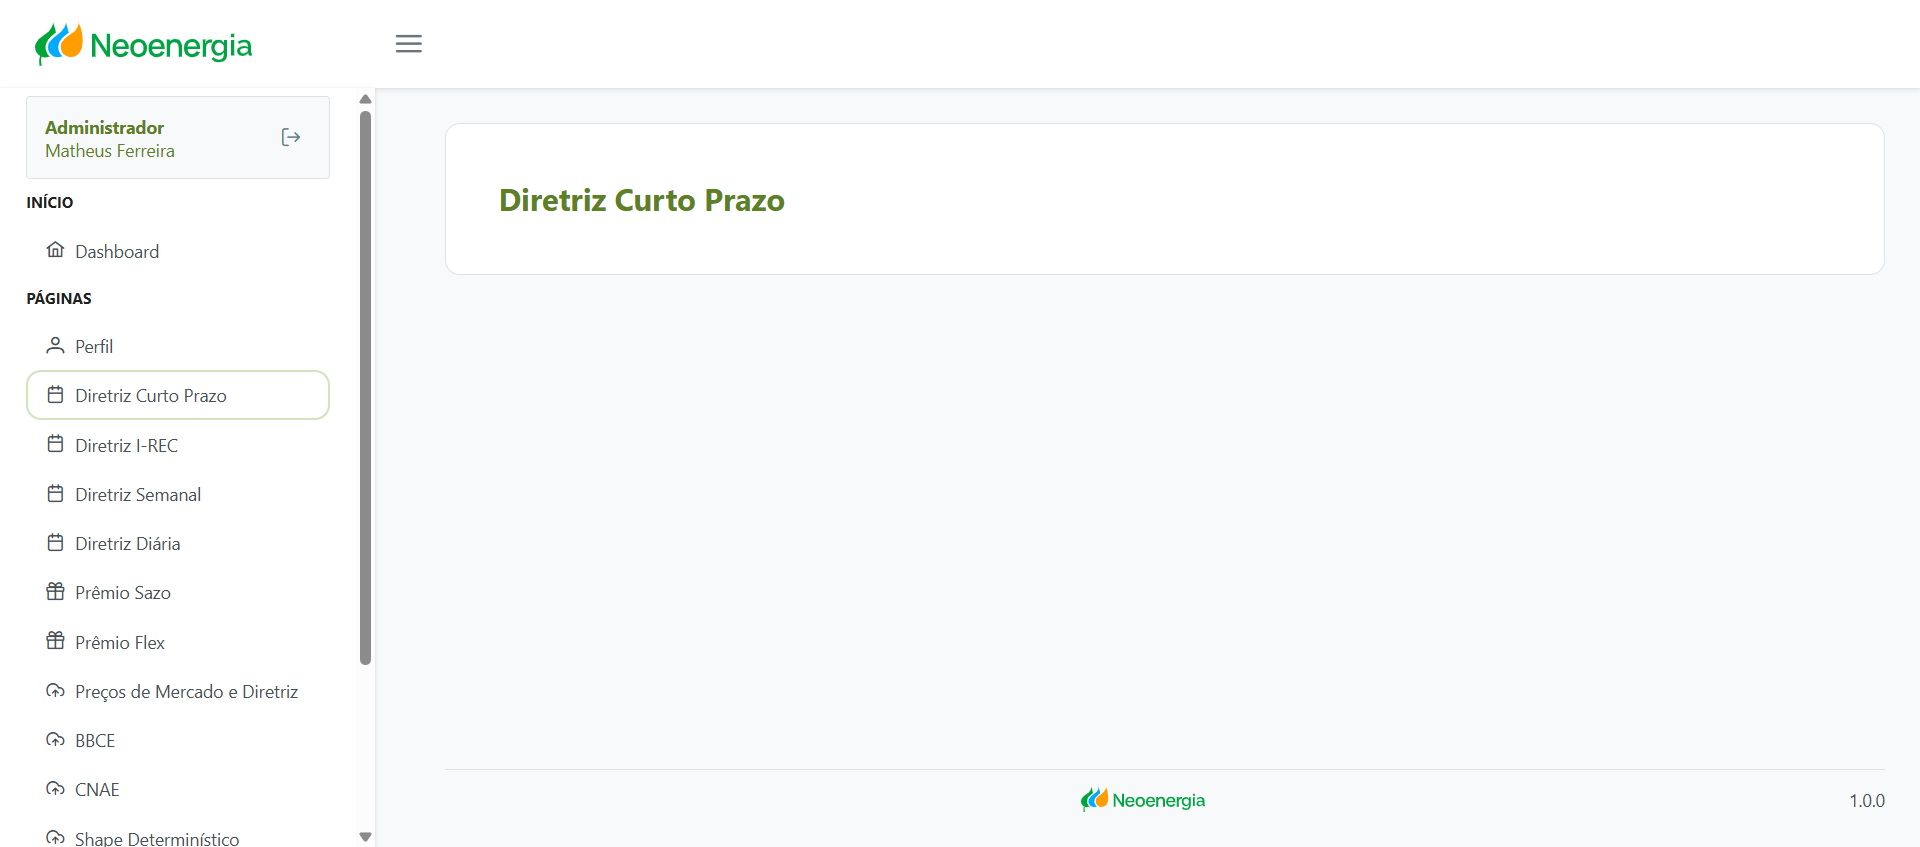 Neoenergia
Administrador
Matheus Ferreira
INÍCIO
Dashboard
PÁGINAS
Perfil
Diretriz Curto Prazo
Diretriz I-REC
Diretriz Semanal
Diretriz Diária
Prêmio Sazo
Prêmio Flex
Preços de Mercado e Diretriz
BBCE
CNAE
Shape Determinístico
Diretriz Curto Prazo
Neoenergia
1.0.0